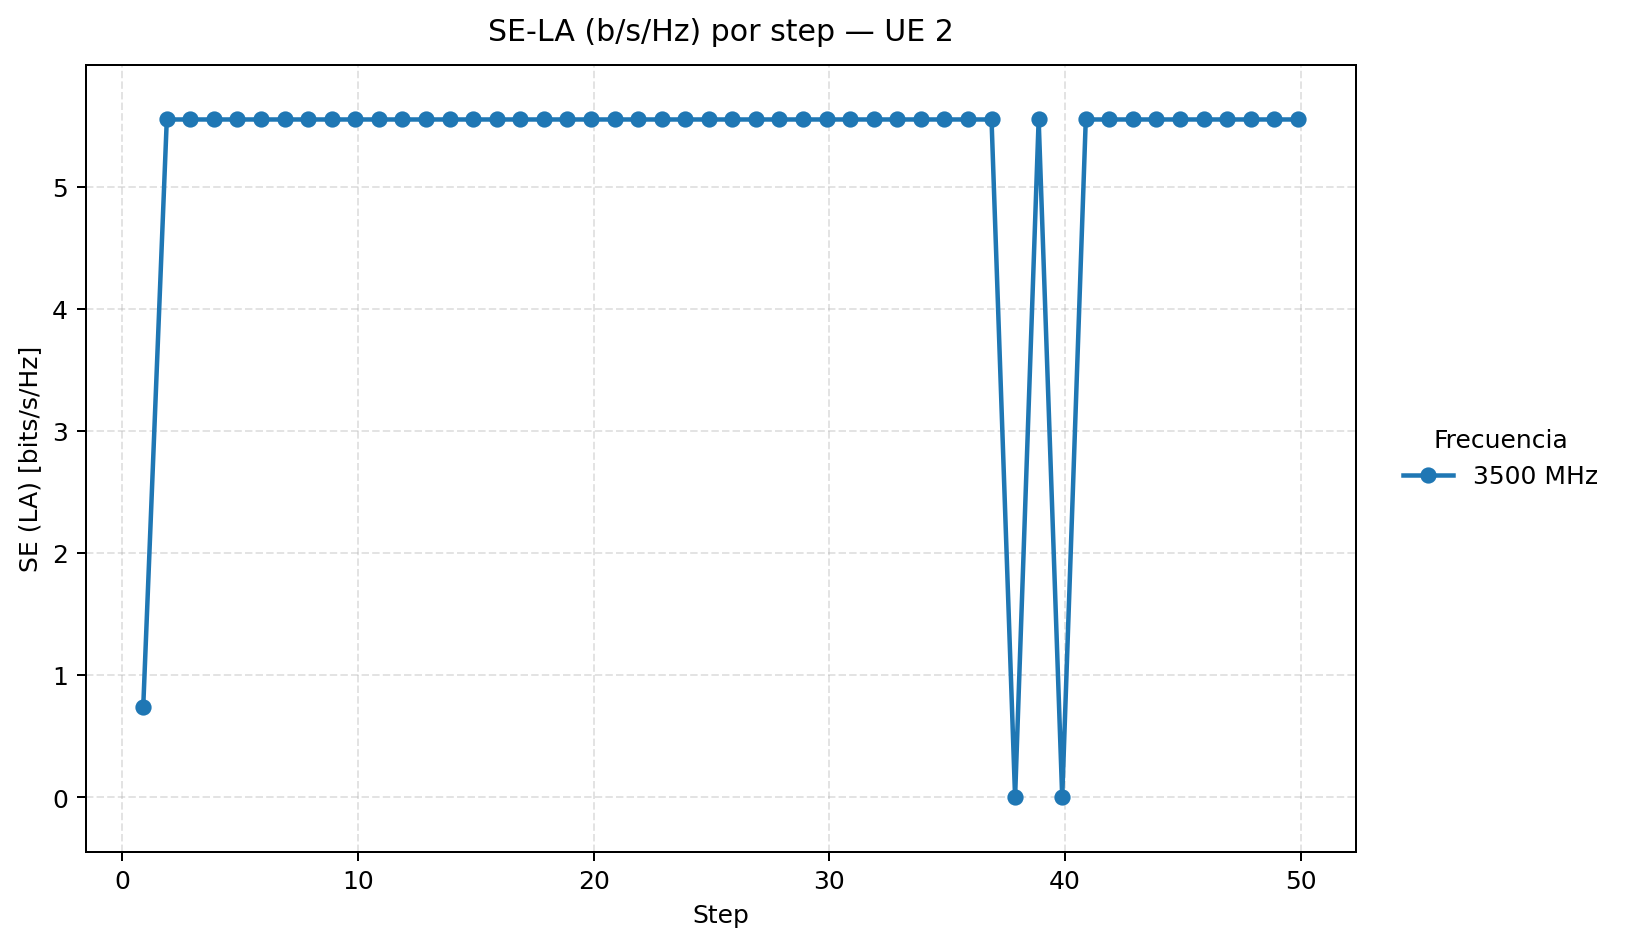 SE-LA (b/s/Hz) por step — UE 2
SE (LA) [bits/s/Hz]
5
4
3
2
1
0
0 10 20 30 40 50
Step
Frecuencia
3500 MHz